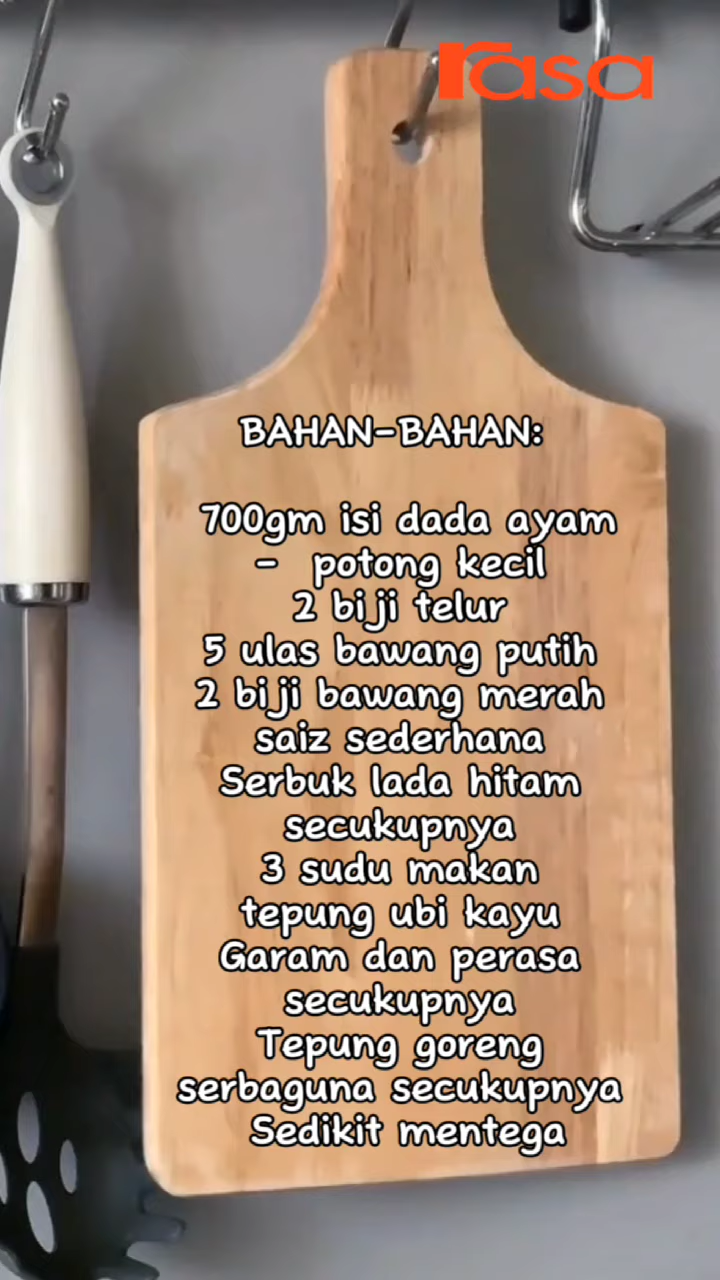 rasa
BAHAN-BAHAN:
700gm isi dada ayam
- potong kecil
2 biji telur
5 ulas bawang putih
2 biji bawang merah
saiz sederhana
Serbuk lada hitam
secukupnya
3 sudu makan
tepung ubi kayu
Garam dan perasa
secukupnya
Tepung goreng
serbaguna secukupnya
Sedikit mentega